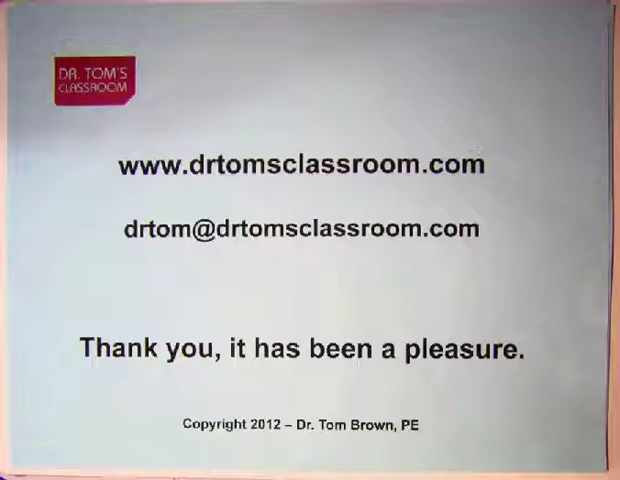 DR. TOM'S
CLASSROOM
www.drtomsclassroom.com
drtom@drtomsclassroom.com
Thank you, it has been a pleasure.
Copyright 2012 – Dr. Tom Brown, PE